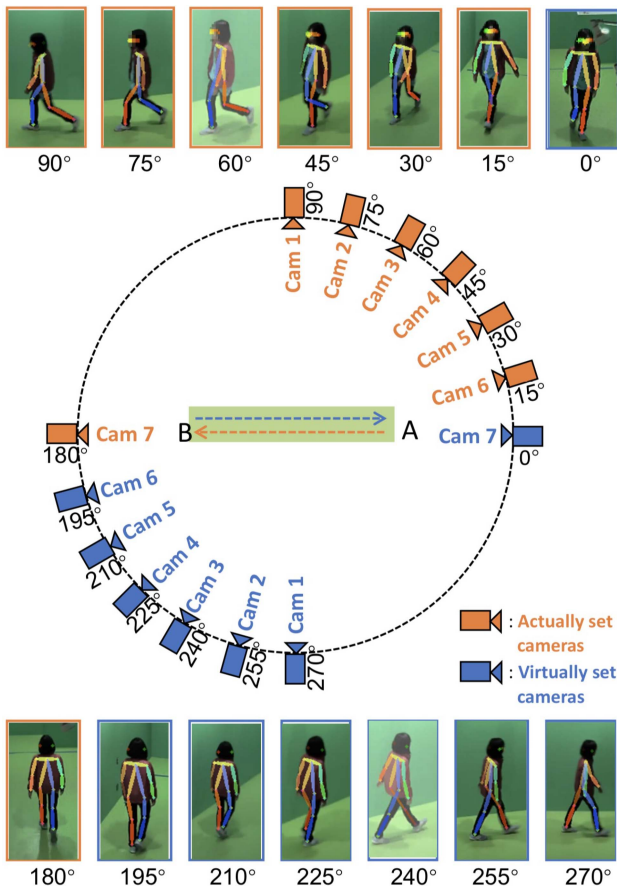 90° 75° 60° 45° 30° 15° 0°
90°
75°
60°
45°
30°
15°
0°
Cam 1
Cam 2
Cam 3
Cam 4
Cam 5
Cam 6
Cam 7
B
A
Cam 7
180°
Cam 6
195°
Cam 5
210°
Cam 4
225°
Cam 3
240°
Cam 2
255°
Cam 1
270°
: Actually set
cameras
: Virtually set
cameras
180° 195° 210° 225° 240° 255° 270°